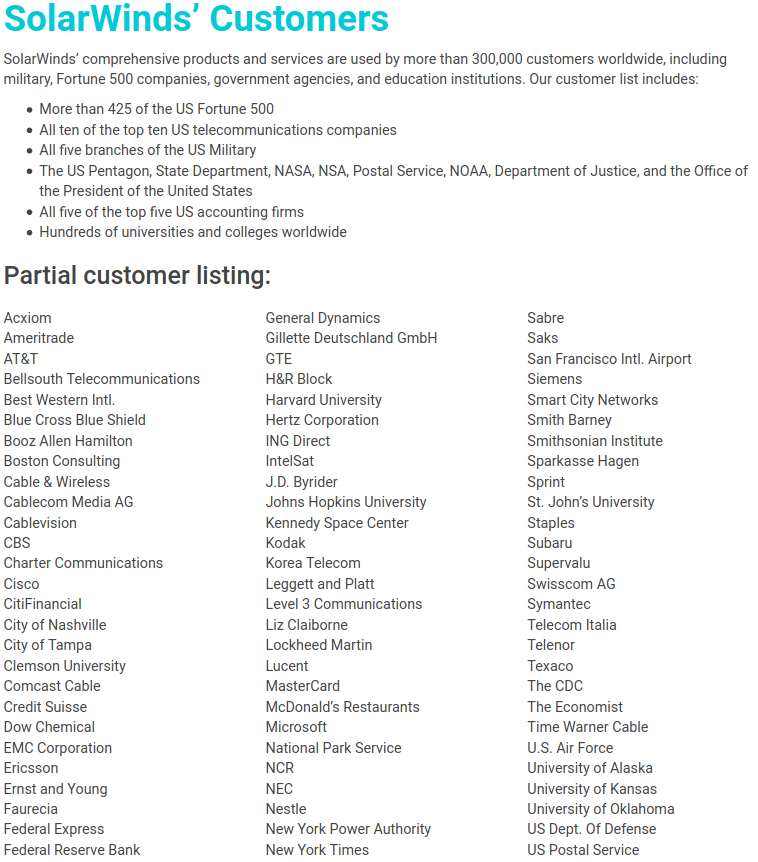 SolarWinds’ Customers
SolarWinds’ comprehensive products and services are used by more than 300,000 customers worldwide, including
military, Fortune 500 companies, government agencies, and education institutions. Our customer list includes:
• More than 425 of the US Fortune 500
• All ten of the top ten US telecommunications companies
• All five branches of the US Military
• The US Pentagon, State Department, NASA, NSA, Postal Service, NOAA, Department of Justice, and the Office of
the President of the United States
• All five of the top five US accounting firms
• Hundreds of universities and colleges worldwide
Partial customer listing:
Acxiom
Ameritrade
AT&T
Bellsouth Telecommunications
Best Western Intl.
Blue Cross Blue Shield
Booz Allen Hamilton
Boston Consulting
Cable & Wireless
Cablecom Media AG
Cablevision
CBS
Charter Communications
Cisco
CitiFinancial
City of Nashville
City of Tampa
Clemson University
Comcast Cable
Credit Suisse
Dow Chemical
EMC Corporation
Ericsson
Ernst and Young
Faurecia
Federal Express
Federal Reserve Bank
General Dynamics
Gillette Deutschland GmbH
GTE
H&R Block
Harvard University
Hertz Corporation
ING Direct
IntelSat
J.D. Byrider
Johns Hopkins University
Kennedy Space Center
Kodak
Korea Telecom
Leggett and Platt
Level 3 Communications
Liz Claiborne
Lockheed Martin
Lucent
MasterCard
McDonald’s Restaurants
Microsoft
National Park Service
NCR
NEC
Nestle
New York Power Authority
New York Times
Sabre
Saks
San Francisco Intl. Airport
Siemens
Smart City Networks
Smith Barney
Smithsonian Institute
Sparkasse Hagen
Sprint
St. John’s University
Staples
Subaru
Supervalu
Swisscom AG
Symantec
Telecom Italia
Telenor
Texaco
The CDC
The Economist
Time Warner Cable
U.S. Air Force
University of Alaska
University of Kansas
University of Oklahoma
US Dept. Of Defense
US Postal Service